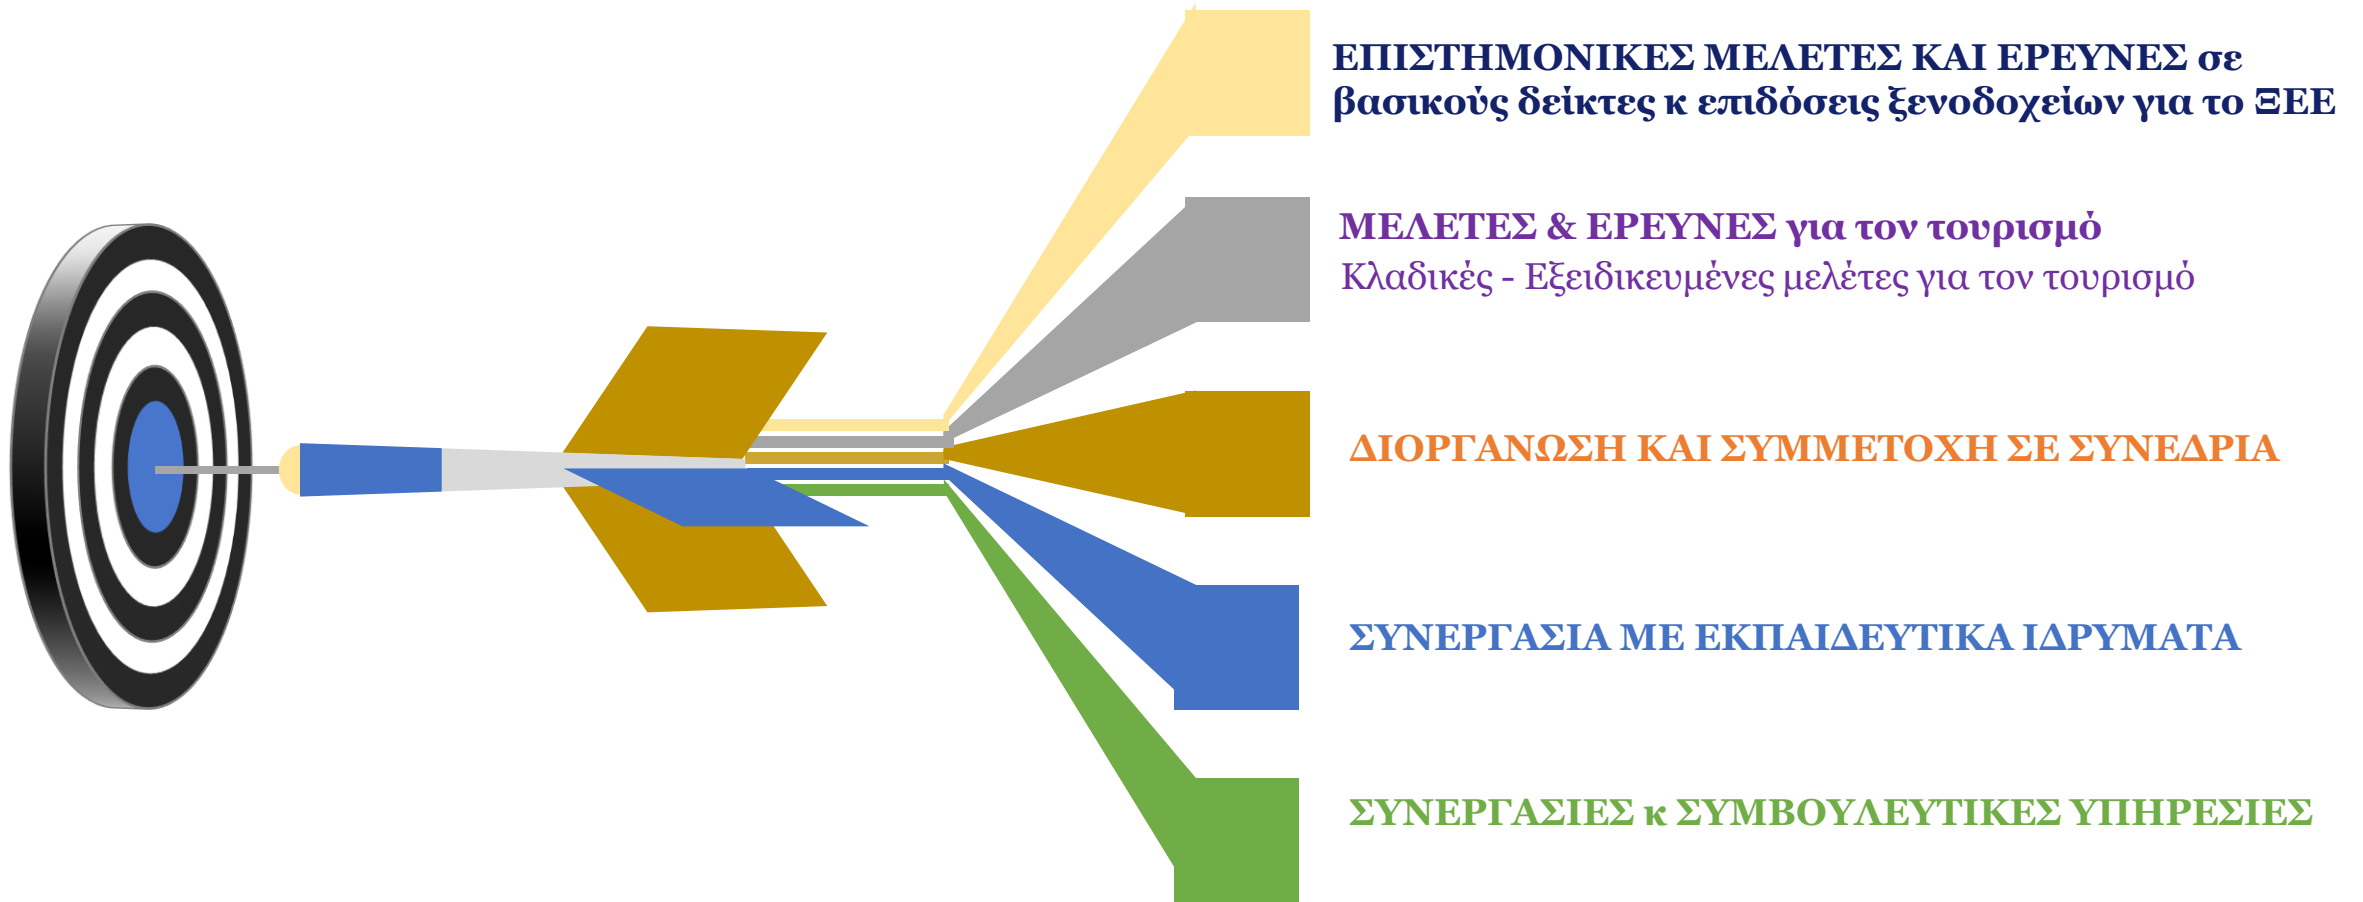 ΕΠΙΣΤΗΜΟΝΙΚΕΣ ΜΕΛΕΤΕΣ ΚΑΙ ΕΡΕΥΝΕΣ σε
βασικούς δείκτες κ επιδόσεις ξενοδοχείων για το ΞΕΕ
ΜΕΛΕΤΕΣ & ΕΡΕΥΝΕΣ για τον τουρισμό
Κλαδικές - Εξειδικευμένες μελέτες για τον τουρισμό
ΔΙΟΡΓΑΝΩΣΗ ΚΑΙ ΣΥΜΜΕΤΟΧΗ ΣΕ ΣΥΝΕΔΡΙΑ
ΣΥΝΕΡΓΑΣΙΑ ΜΕ ΕΚΠΑΙΔΕΥΤΙΚΑ ΙΔΡΥΜΑΤΑ
ΣΥΝΕΡΓΑΣΙΕΣ κ ΣΥΜΒΟΥΛΕΥΤΙΚΕΣ ΥΠΗΡΕΣΙΕΣ